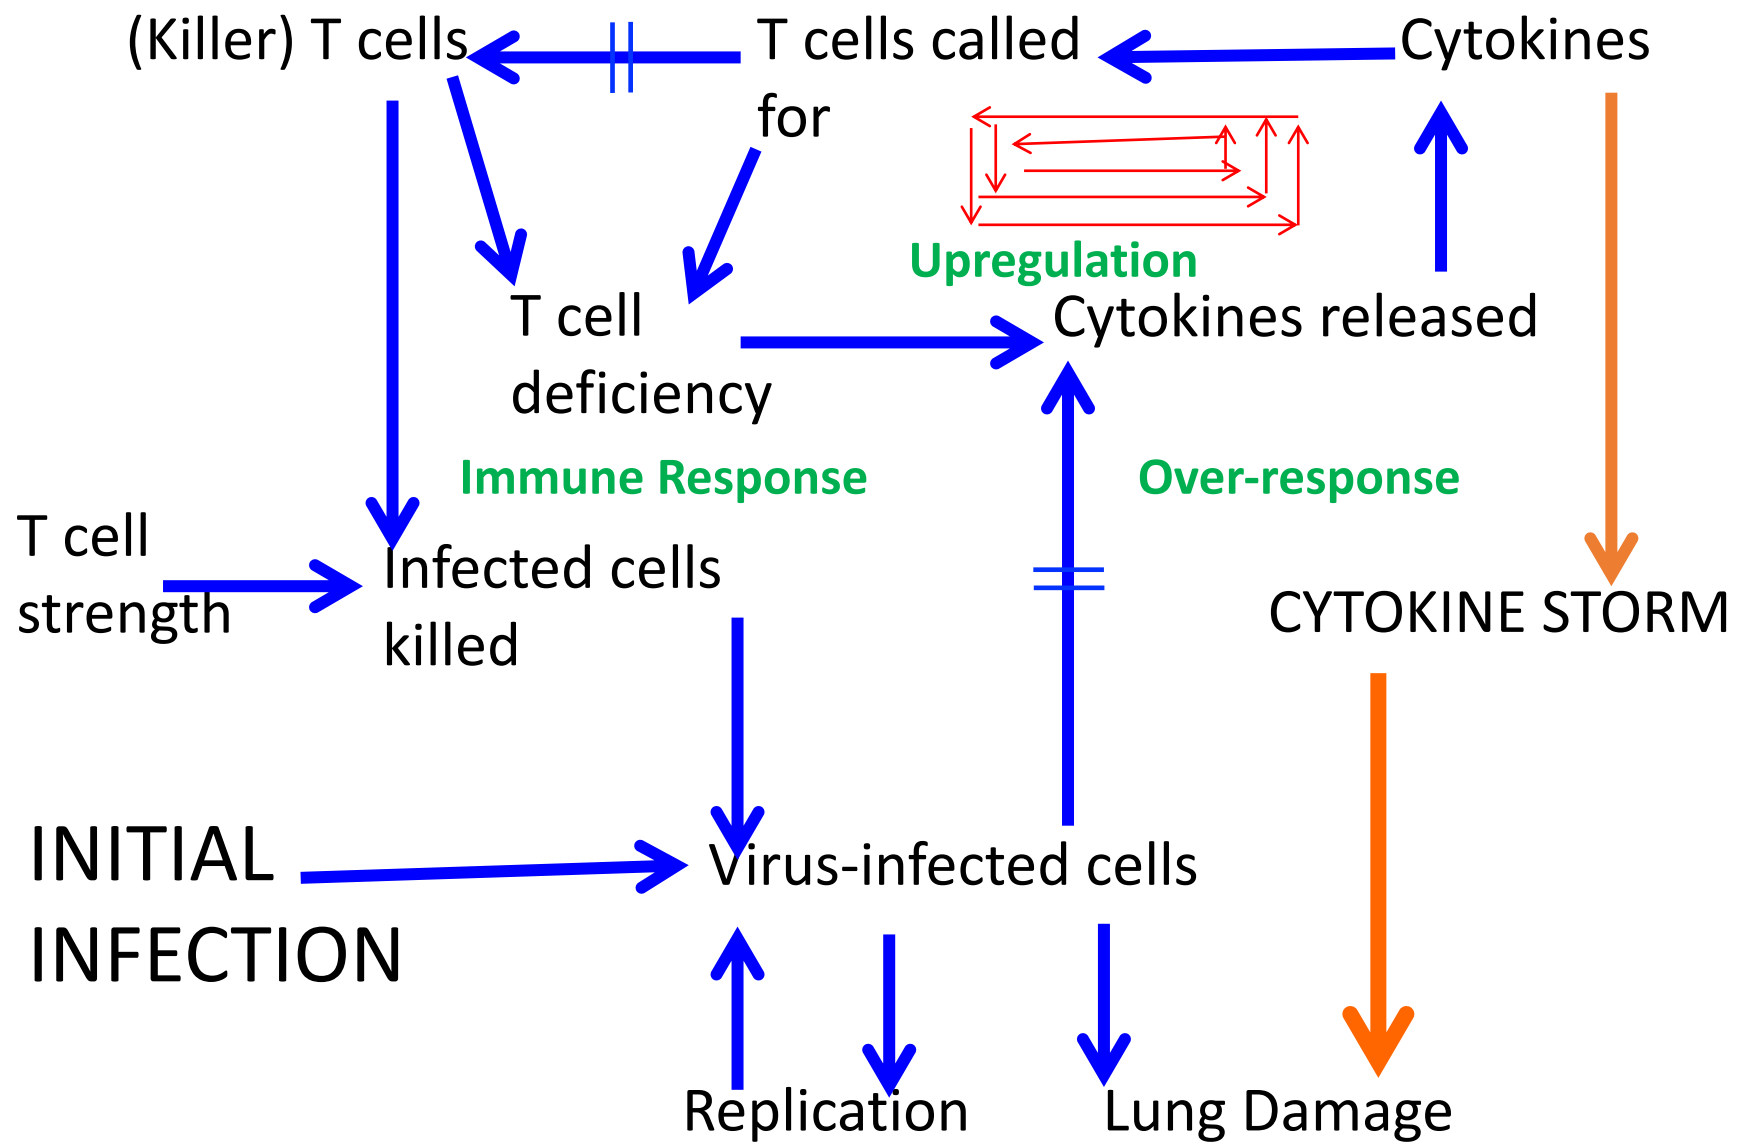 (Killer) T cells
T cells called
for
Cytokines
Upregulation
T cell
deficiency
Cytokines released
Immune Response
Over-response
T cell
strength
Infected cells
killed
CYTOKINE STORM
INITIAL
INFECTION
Virus-infected cells
Replication
Lung Damage